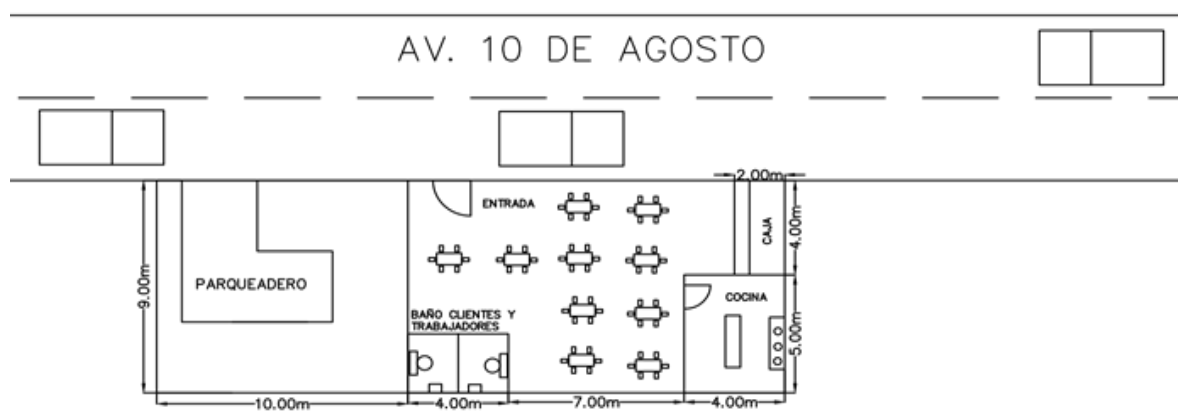 AV. 10 DE AGOSTO
2.00m
ENTRADA
CAJA
4.00m
9.00m
PARQUEADERO
COCINA
BAÑO CLIENTES Y
TRABAJADORES
5.00m
10.00m
4.00m
7.00m
4.00m